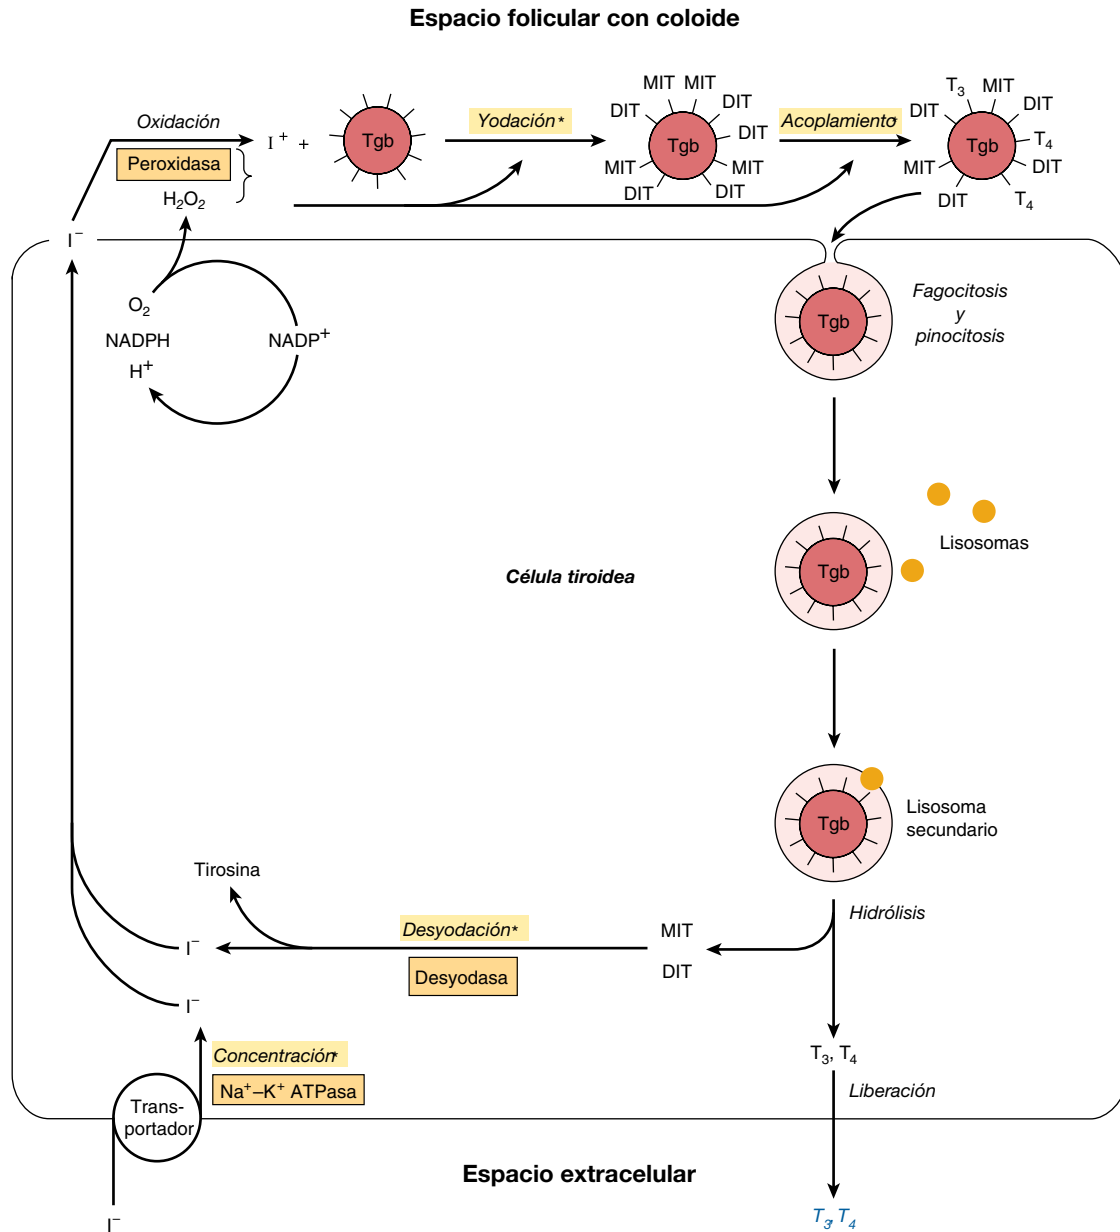 Espacio folicular con coloide
Oxidación
Peroxidasa
H₂O₂
I⁺ +
Tgb
Yodación*
MIT MIT
DIT DIT
DIT
Tgb
MIT MIT
DIT DIT
Acoplamiento*
T₃ MIT
DIT DIT
T₄
Tgb
MIT DIT
DIT T₄
I⁻
O₂
NADPH
H⁺
NADP⁺
Tgb
Fagocitosis
y
pinocitosis
Tgb
Lisosomas
Célula tiroidea
Tgb
Lisosoma
secundario
Hidrólisis
Tirosina
Desyodación*
Desyodasa
MIT
DIT
I⁻
I⁻
Concentración*
Na⁺–K⁺ ATPasa
Trans-
portador
T₃, T₄
Liberación
Espacio extracelular
I⁻
T₃, T₄